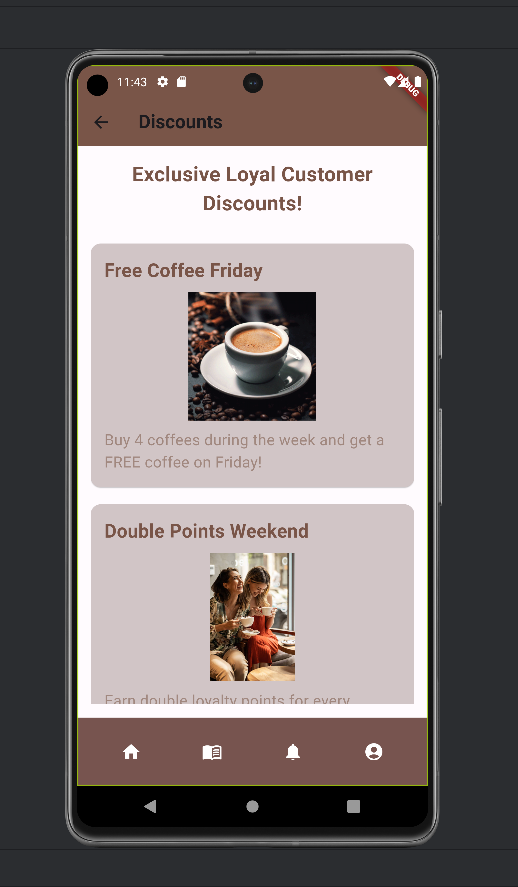 11:43
DEBUG
Discounts
Exclusive Loyal Customer
Discounts!
Free Coffee Friday
Buy 4 coffees during the week and get a
FREE coffee on Friday!
Double Points Weekend
Earn double loyalty points for every